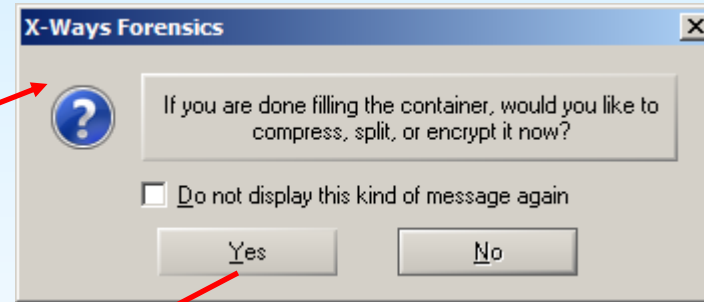 X-Ways Forensics
If you are done filling the container, would you like to
compress, split, or encrypt it now?
Do not display this kind of message again
Yes
No